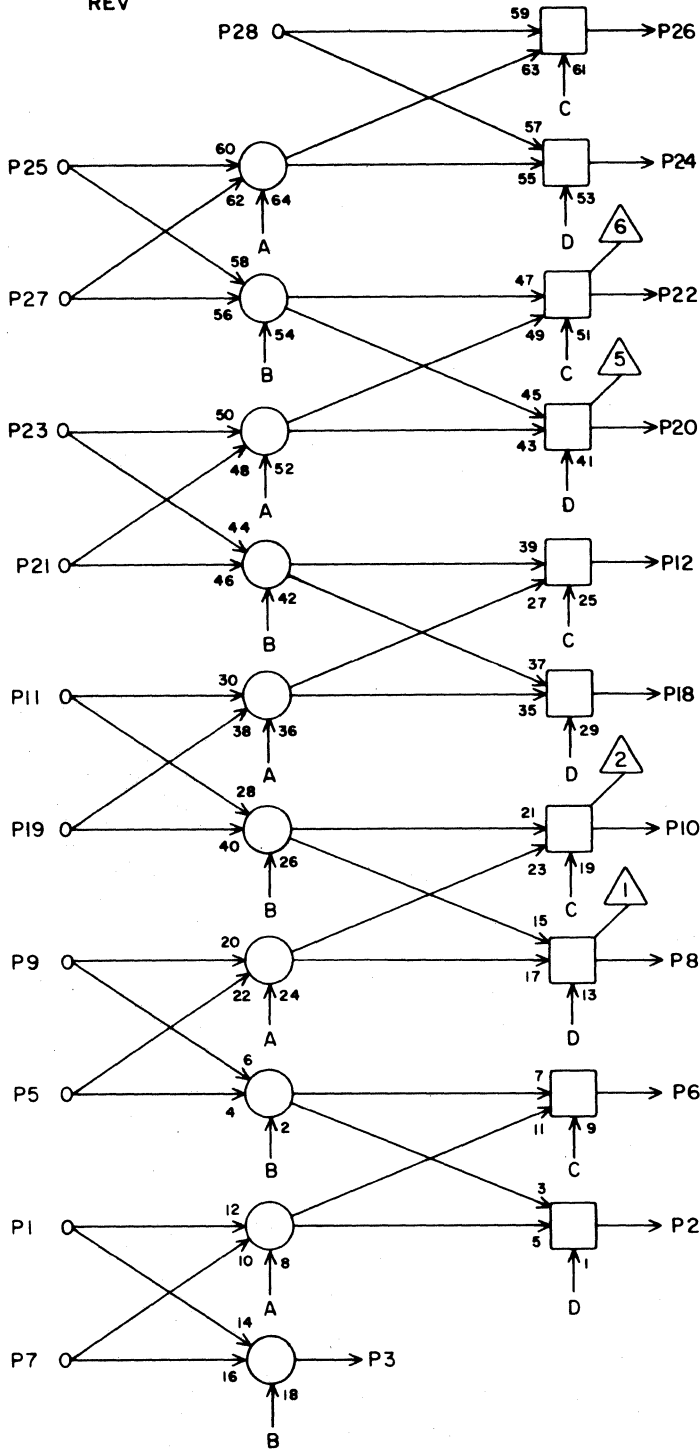 REV
P28 59 P26
63 61
C
57
60
P25 P24
62 64 55 53
A D
6
58
P27 47 P22
56 54 49 51
B C
5
50 45
P23 P20
48 52 43 41
A D
44
P21 39 P12
46 42 27 25
B C
37
P11 30 P18
38 36 35 29
A D
2
28
P19 21 P10
40 26 23 19
B C
1
15
20
P9 P8
22 24 17 13
A D
6
P5 7 P6
4 2 11 9
B C
3
P1 12 P2
10 8 5 1
A D
14
P7 P3
16 18
B